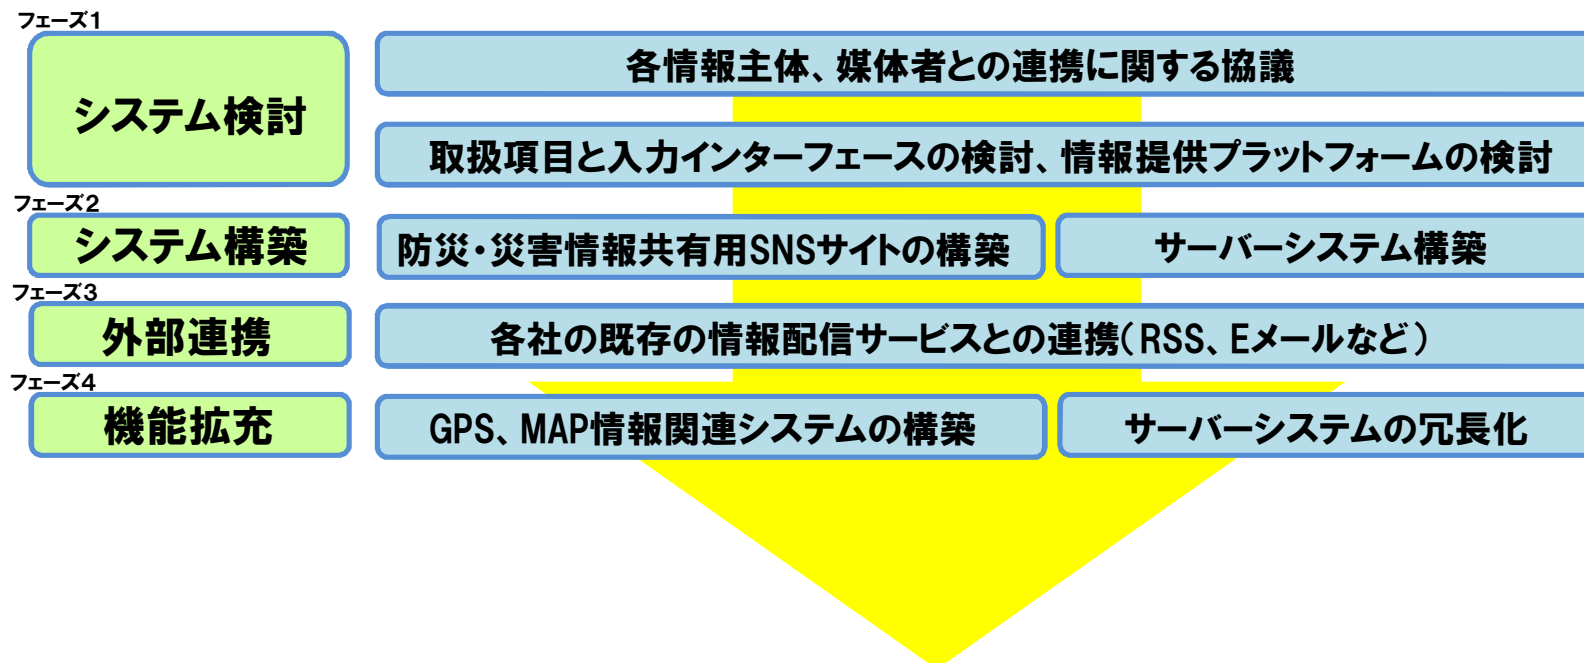 フェーズ1
システム検討
各情報主体、媒体者との連携に関する協議
取扱項目と入力インターフェースの検討、情報提供プラットフォームの検討
フェーズ2
システム構築
防災・災害情報共有用SNSサイトの構築
サーバーシステム構築
フェーズ3
外部連携
各社の既存の情報配信サービスとの連携（RSS、Eメールなど）
フェーズ4
機能拡充
GPS、MAP情報関連システムの構築
サーバーシステムの冗長化